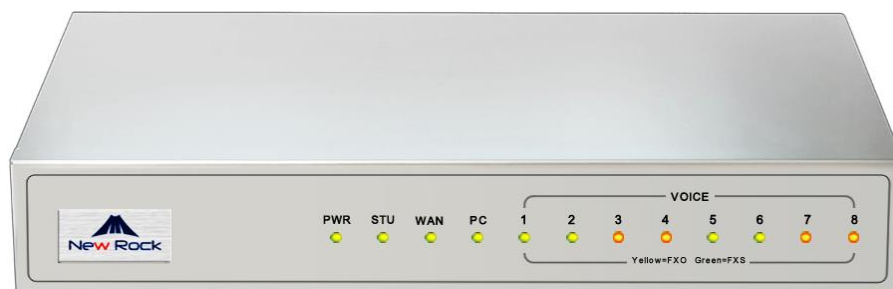 VOICE
PWR STU WAN PC 1 2 3 4 5 6 7 8
New Rock
Yellow=FXO Green=FXS